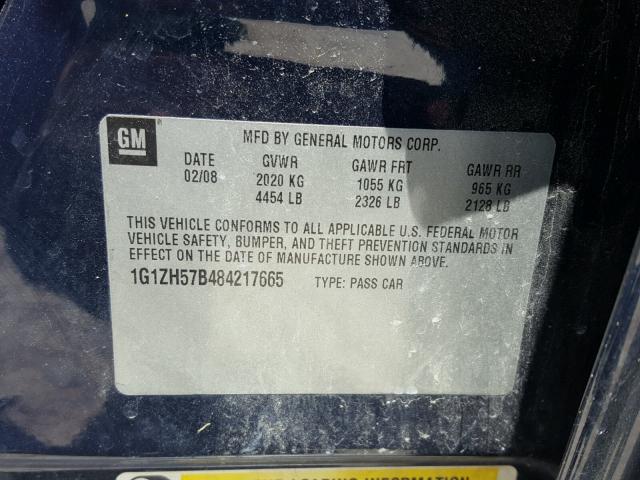 GM
MFD BY GENERAL MOTORS CORP.
DATE GVWR GAWR FRT GAWR RR
02/08 2020 KG 1055 KG 965 KG
4454 LB 2326 LB 2128 LB
THIS VEHICLE CONFORMS TO ALL APPLICABLE U.S. FEDERAL MOTOR
VEHICLE SAFETY, BUMPER, AND THEFT PREVENTION STANDARDS IN
EFFECT ON THE DATE OF MANUFACTURE SHOWN ABOVE.
1G1ZH57B484217665 TYPE: PASS CAR
LOADING INFORMATION